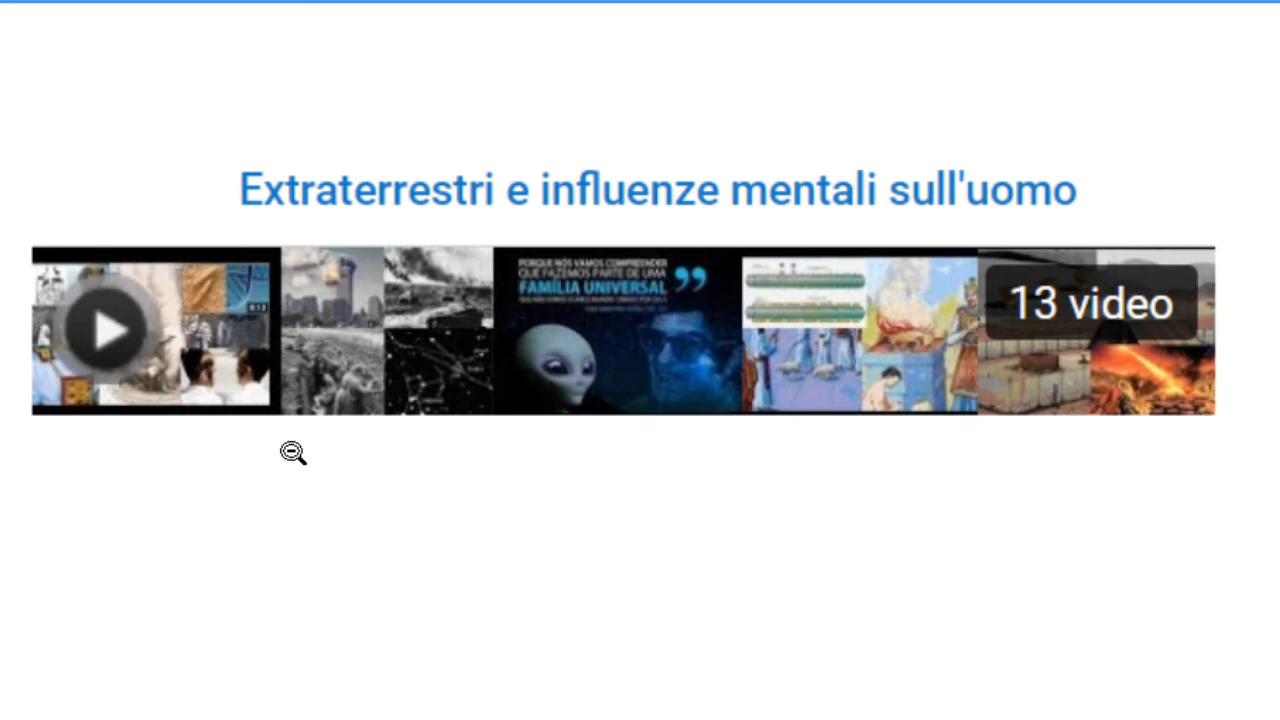 Extraterrestri e influenze mentali sull'uomo
PORQUE NÓS VAMOS COMPREENDER
QUE FAZEMOS PARTE DE UMA
FAMÍLIA UNIVERSAL
13 video